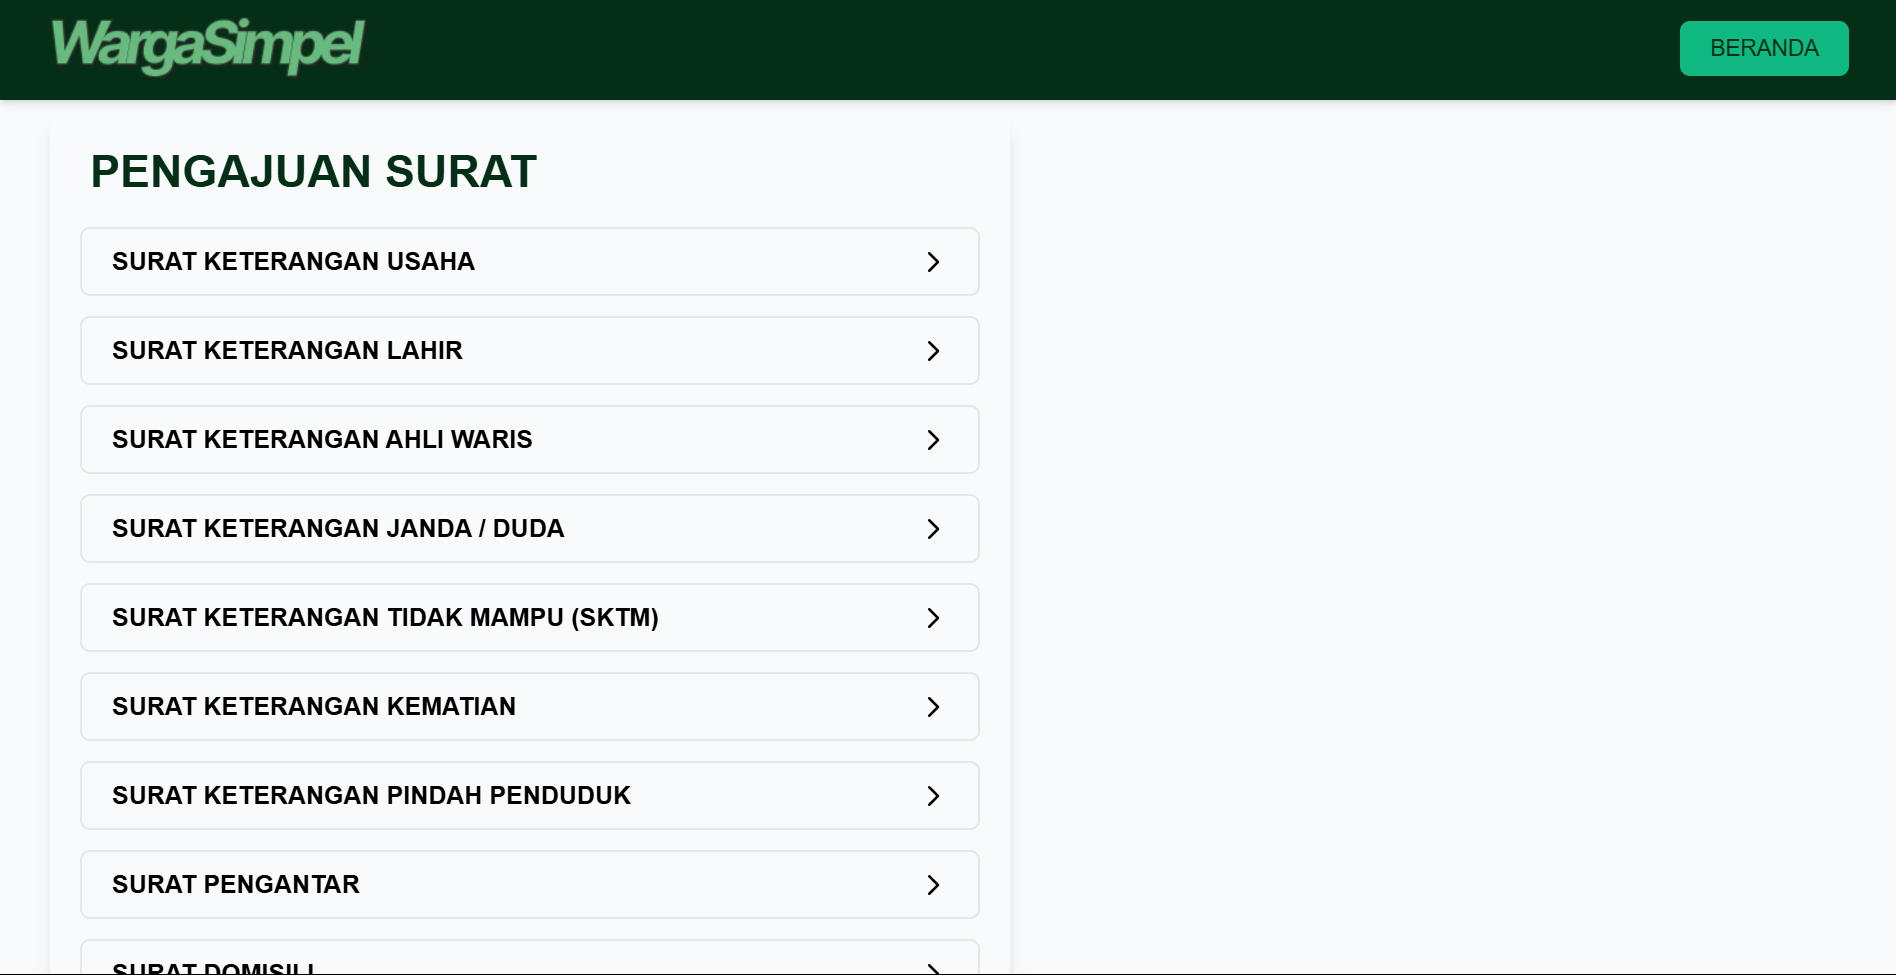 WargaSimpel
BERANDA
PENGAJUAN SURAT
SURAT KETERANGAN USAHA
SURAT KETERANGAN LAHIR
SURAT KETERANGAN AHLI WARIS
SURAT KETERANGAN JANDA / DUDA
SURAT KETERANGAN TIDAK MAMPU (SKTM)
SURAT KETERANGAN KEMATIAN
SURAT KETERANGAN PINDAH PENDUDUK
SURAT PENGANTAR
SURAT DOMISILI